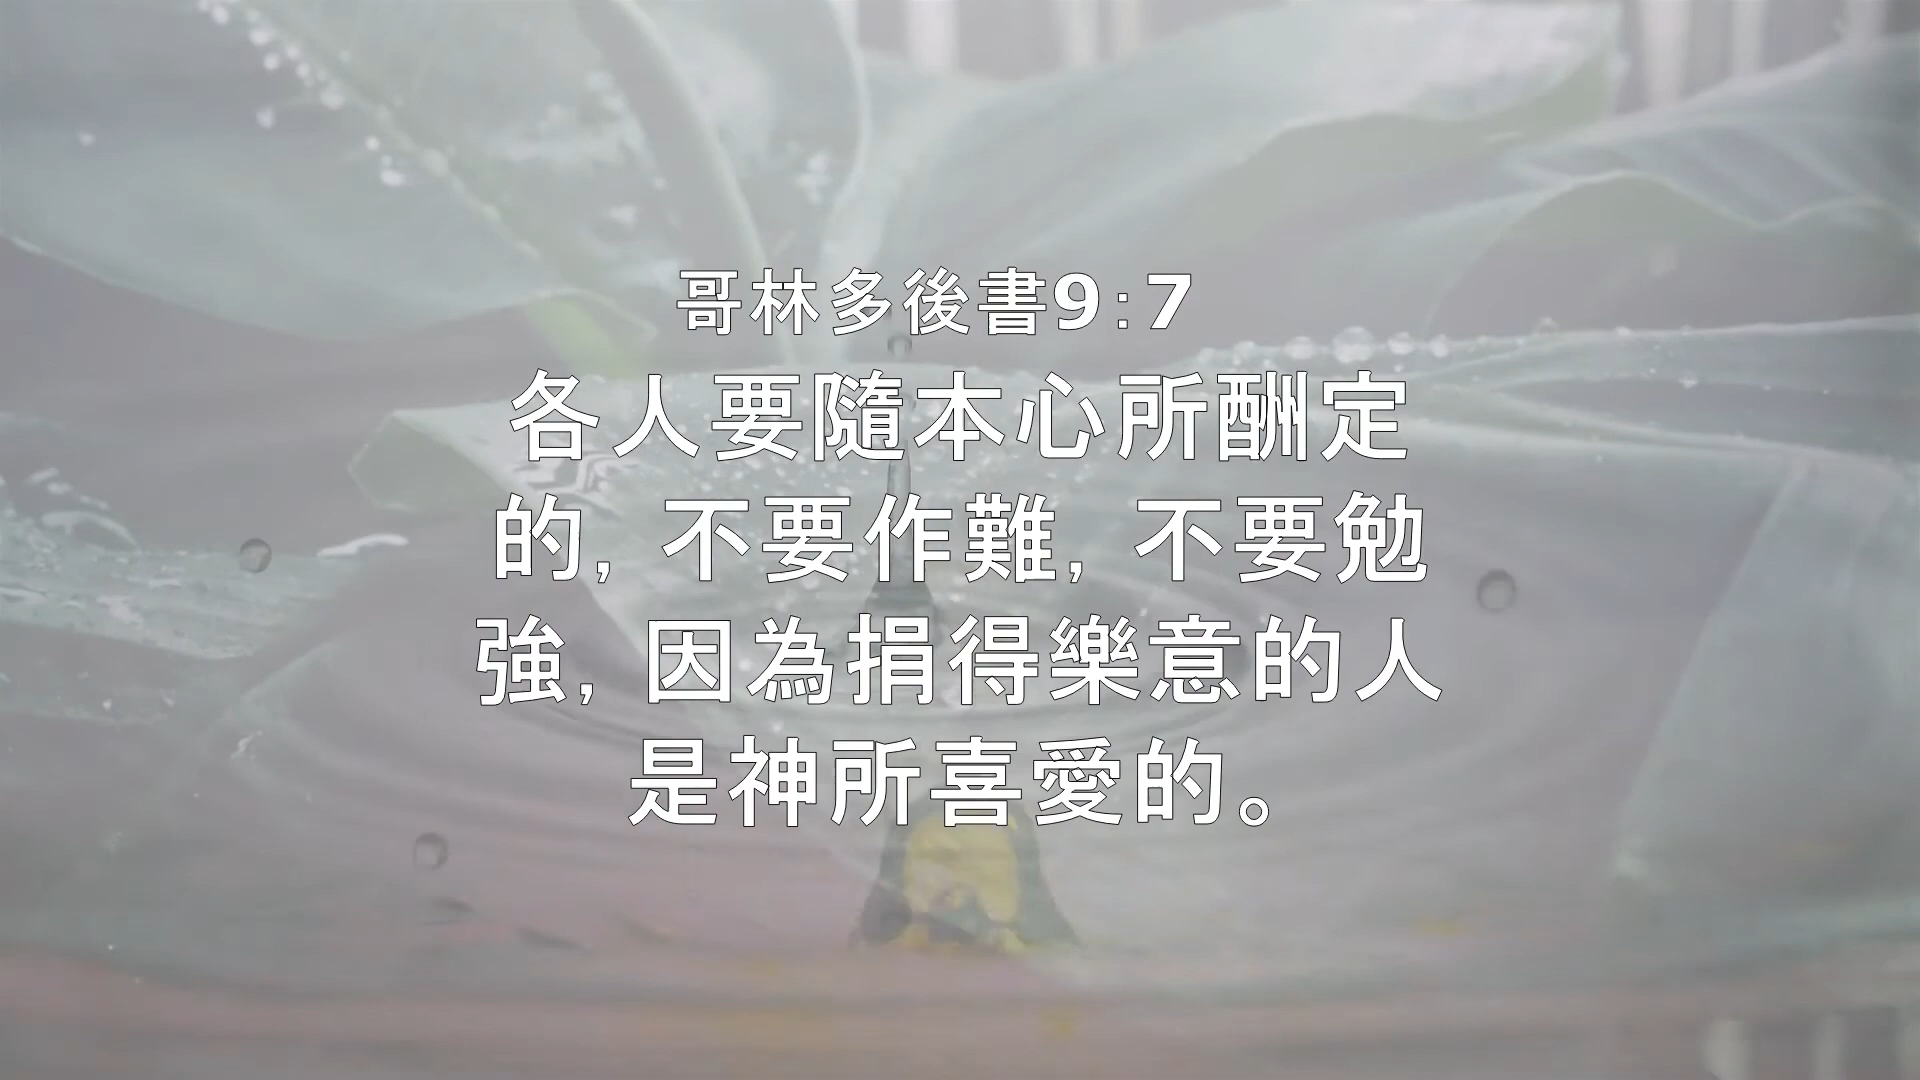 哥林多後書9:7
各人要隨本心所酬定
的, 不要作難, 不要勉
強, 因為捐得樂意的人
是神所喜愛的。